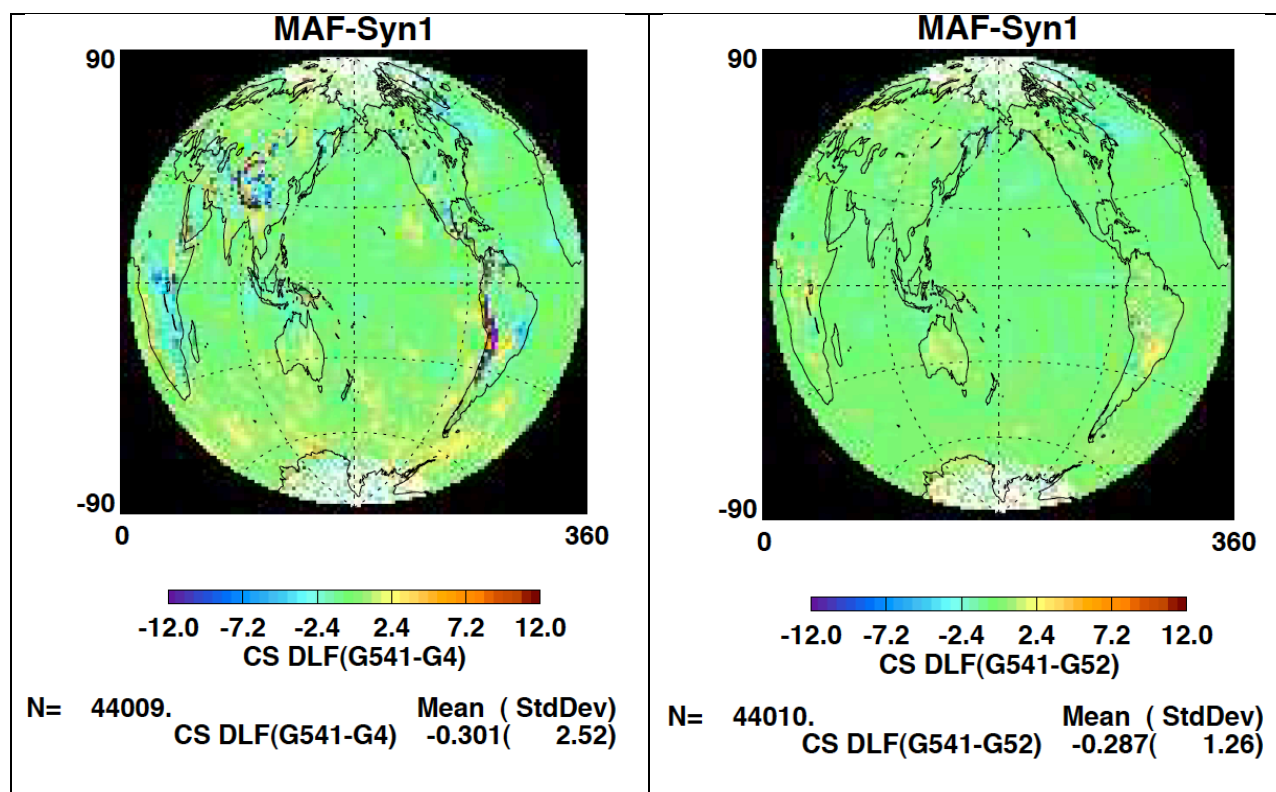 MAF-Syn1
90
-90
0 360
-12.0 -7.2 -2.4 2.4 7.2 12.0
CS DLF(G541-G4)
N= 44009. Mean ( StdDev)
CS DLF(G541-G4) -0.301( 2.52)
MAF-Syn1
90
-90
0 360
-12.0 -7.2 -2.4 2.4 7.2 12.0
CS DLF(G541-G52)
N= 44010. Mean ( StdDev)
CS DLF(G541-G52) -0.287( 1.26)